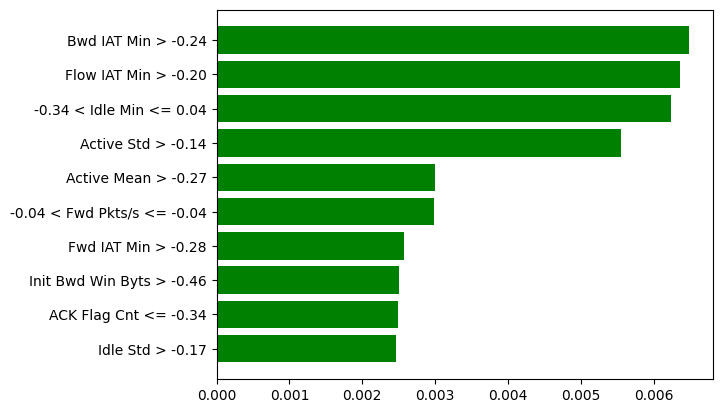 Bwd IAT Min > -0.24
Flow IAT Min > -0.20
-0.34 < Idle Min <= 0.04
Active Std > -0.14
Active Mean > -0.27
-0.04 < Fwd Pkts/s <= -0.04
Fwd IAT Min > -0.28
Init Bwd Win Byts > -0.46
ACK Flag Cnt <= -0.34
Idle Std > -0.17
0.000 0.001 0.002 0.003 0.004 0.005 0.006